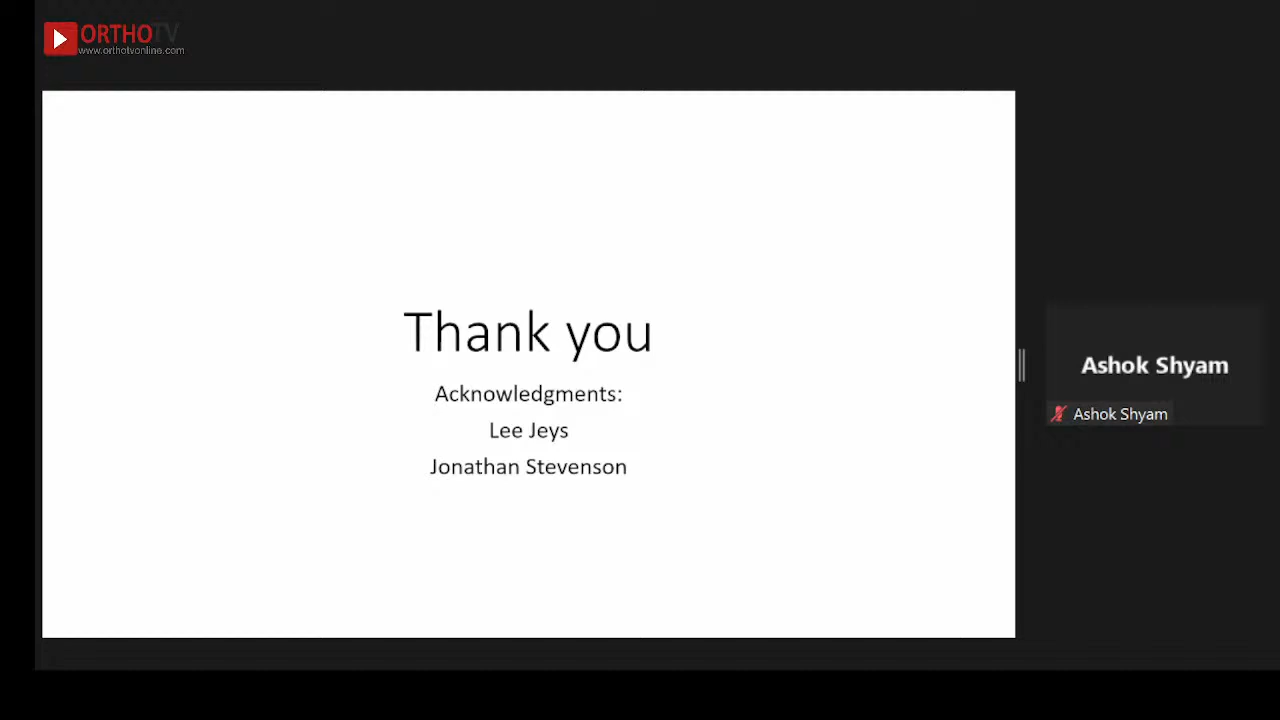 ORTHOTV
www.orthotvonline.com
Thank you
Acknowledgments:
Lee Jeys
Jonathan Stevenson
Ashok Shyam
Ashok Shyam